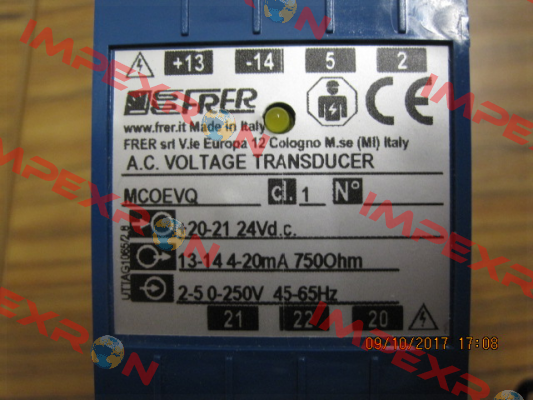 +13 -14 5 2
FRER
www.frer.it Made in Italy
FRER srl V.le Europa 12 Cologno M.se (MI) Italy
A.C. VOLTAGE TRANSDUCER
MCOEVQ cl. 1 N°
+20-21 24Vd.c.
13-14 4-20mA 750Ohm
2-5 0-250V 45-65Hz
21 22 20
09/10/2017 17:08
IMPEXRON
IMPEXRON
IMPEXRON